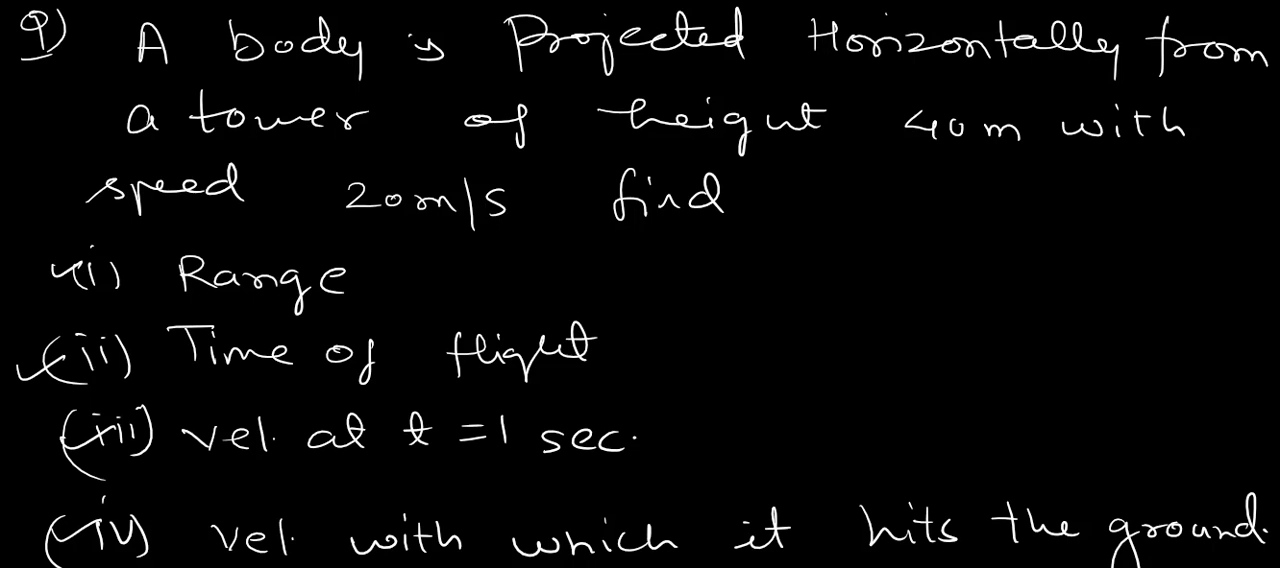 Q) A body is Projected Horizontally from
a tower of height 40m with
speed 20m/s find
(i) Range
(ii) Time of flight
(iii) vel. at t = 1 sec.
(iv) vel. with which it hits the ground.